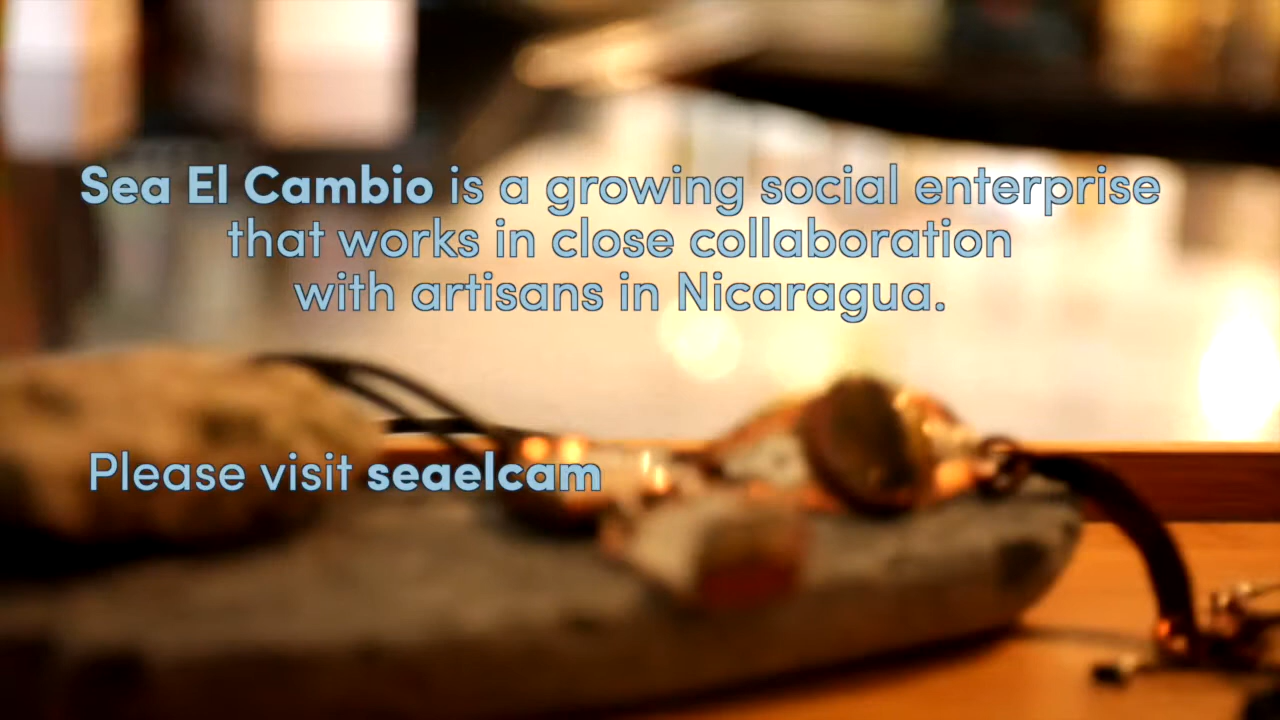 Sea El Cambio is a growing social enterprise
that works in close collaboration
with artisans in Nicaragua.
Please visit seaelcam